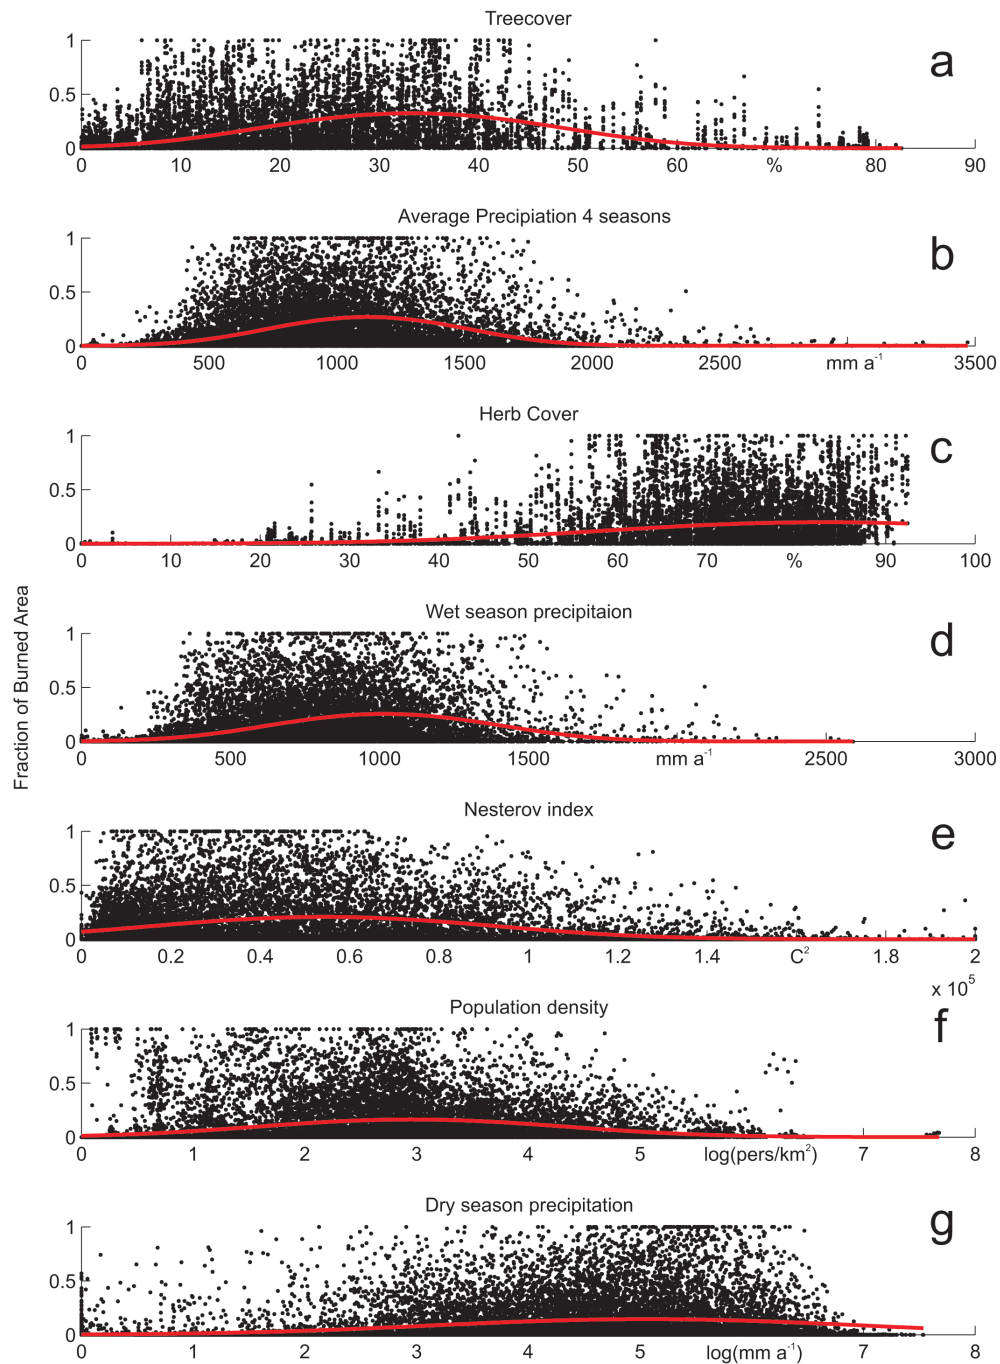 Treecover
a
1
0.5
0
0 10 20 30 40 50 60 % 80 90
Average Precipiation 4 seasons
b
1
0.5
0
0 500 1000 1500 2000 2500 mm a⁻¹ 3500
Herb Cover
c
1
0.5
0
0 10 20 30 40 50 60 70 % 90 100
Fraction of Burned Area
Wet season precipitaion
d
1
0.5
0
0 500 1000 1500 mm a⁻¹ 2500 3000
Nesterov index
e
1
0.5
0
0 0.2 0.4 0.6 0.8 1 1.2 1.4 C² 1.8 2
x 10⁵
Population density
f
1
0.5
0
0 1 2 3 4 5 log(pers/km²) 7 8
Dry season precipitation
g
1
0.5
0
0 1 2 3 4 5 log(mm a⁻¹) 7 8